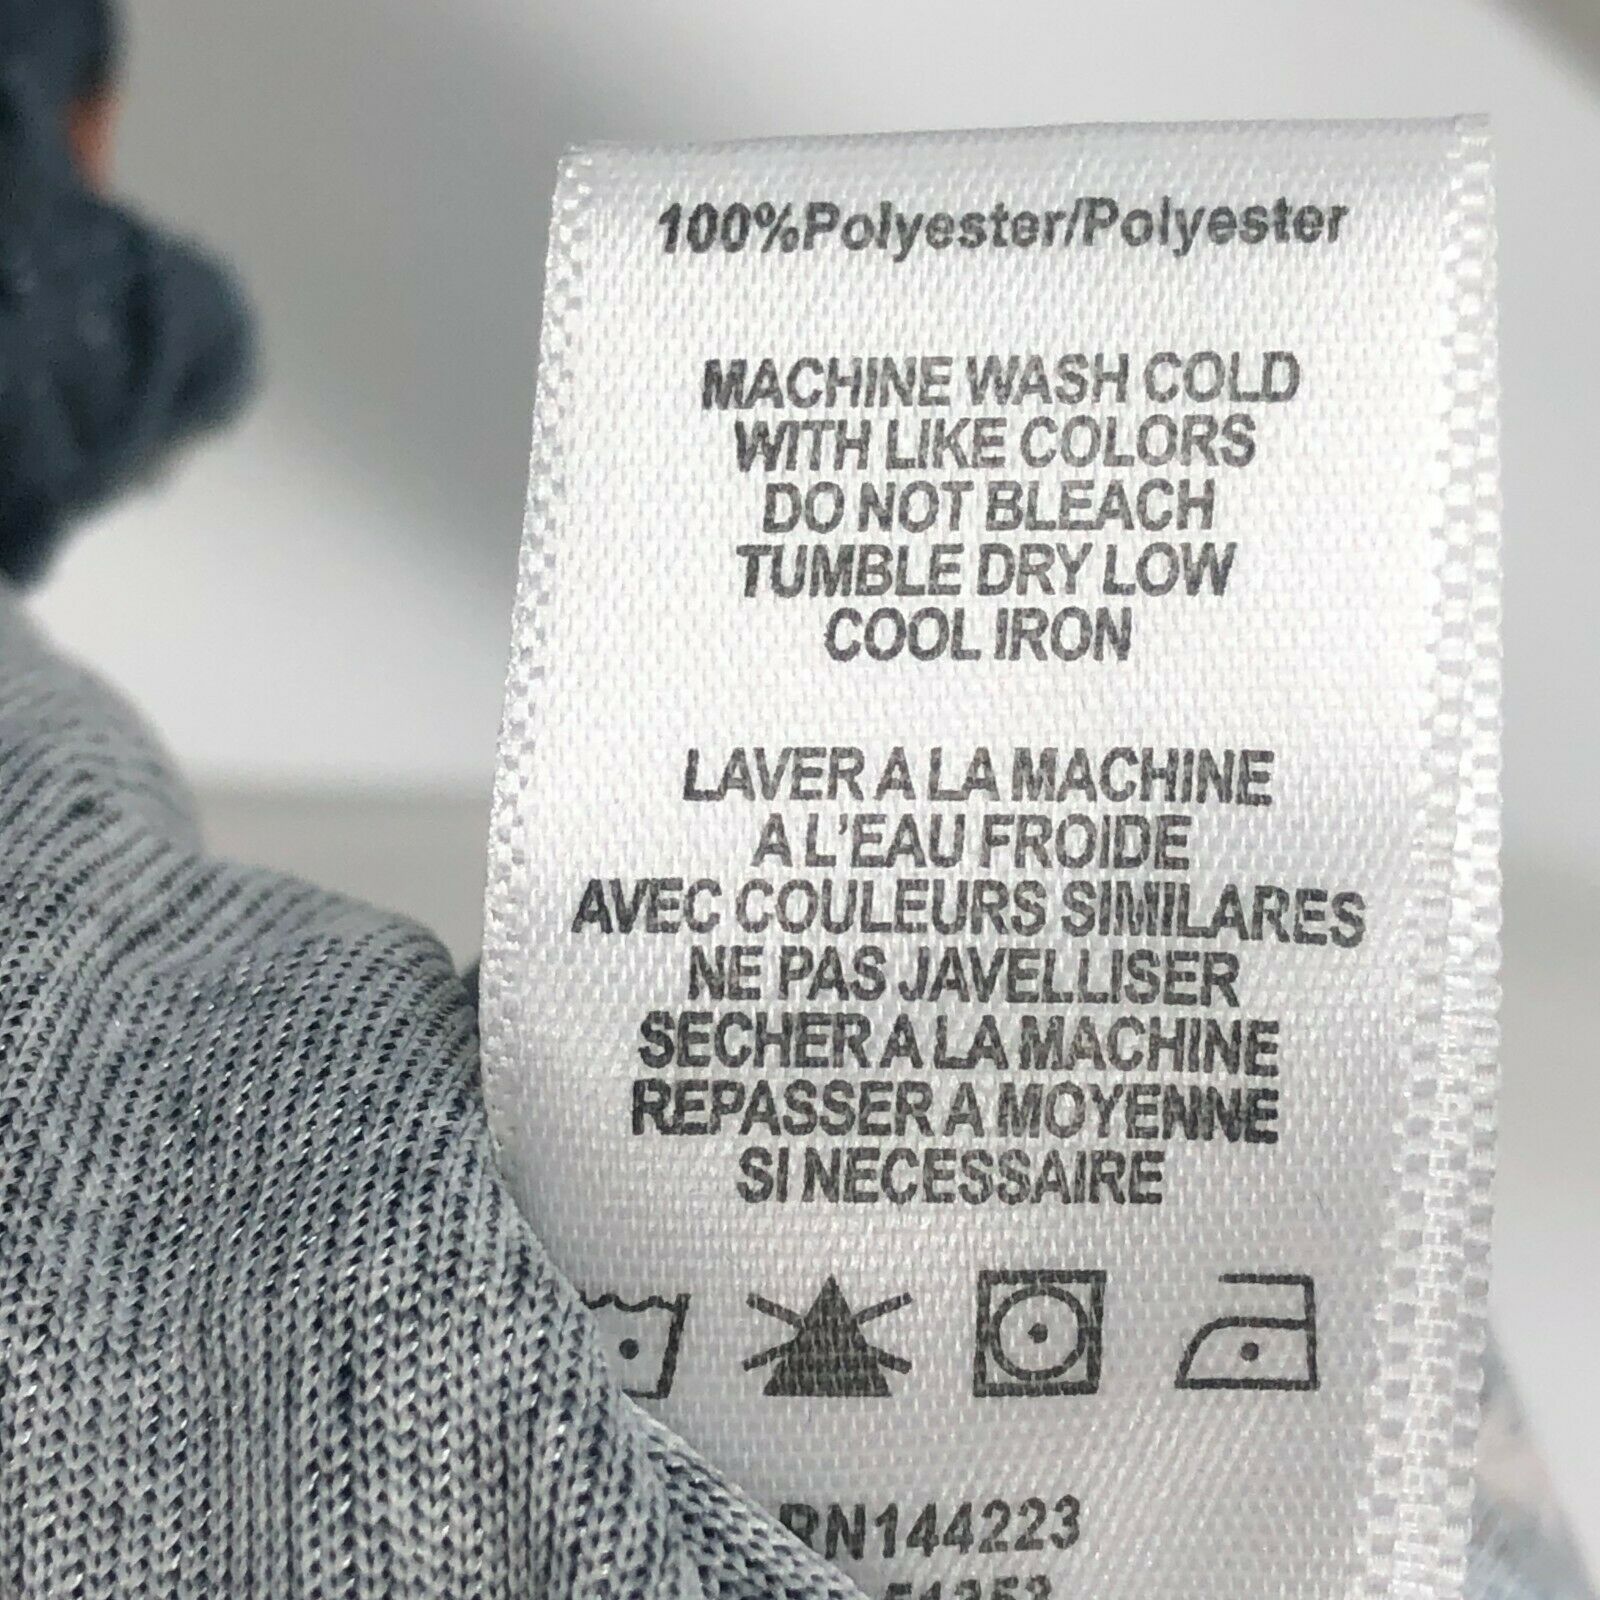 100%Polyester/Polyester
MACHINE WASH COLD
WITH LIKE COLORS
DO NOT BLEACH
TUMBLE DRY LOW
COOL IRON
LAVER A LA MACHINE
A L'EAU FROIDE
AVEC COULEURS SIMILARES
NE PAS JAVELLISER
SECHER A LA MACHINE
REPASSER A MOYENNE
SI NECESSAIRE
RN144223